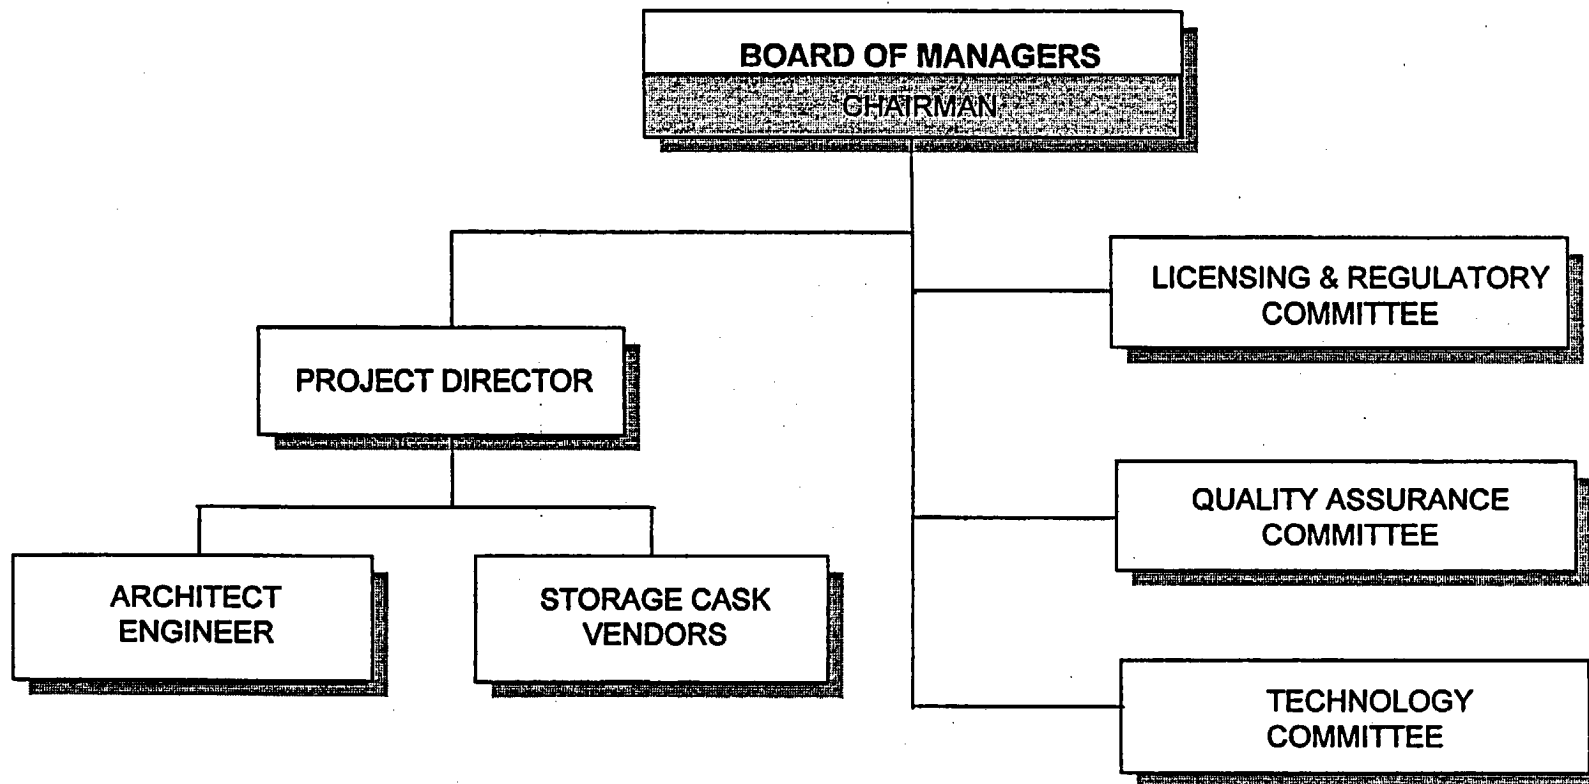 BOARD OF MANAGERS
CHAIRMAN
LICENSING & REGULATORY
COMMITTEE
PROJECT DIRECTOR
QUALITY ASSURANCE
COMMITTEE
ARCHITECT
ENGINEER
STORAGE CASK
VENDORS
TECHNOLOGY
COMMITTEE